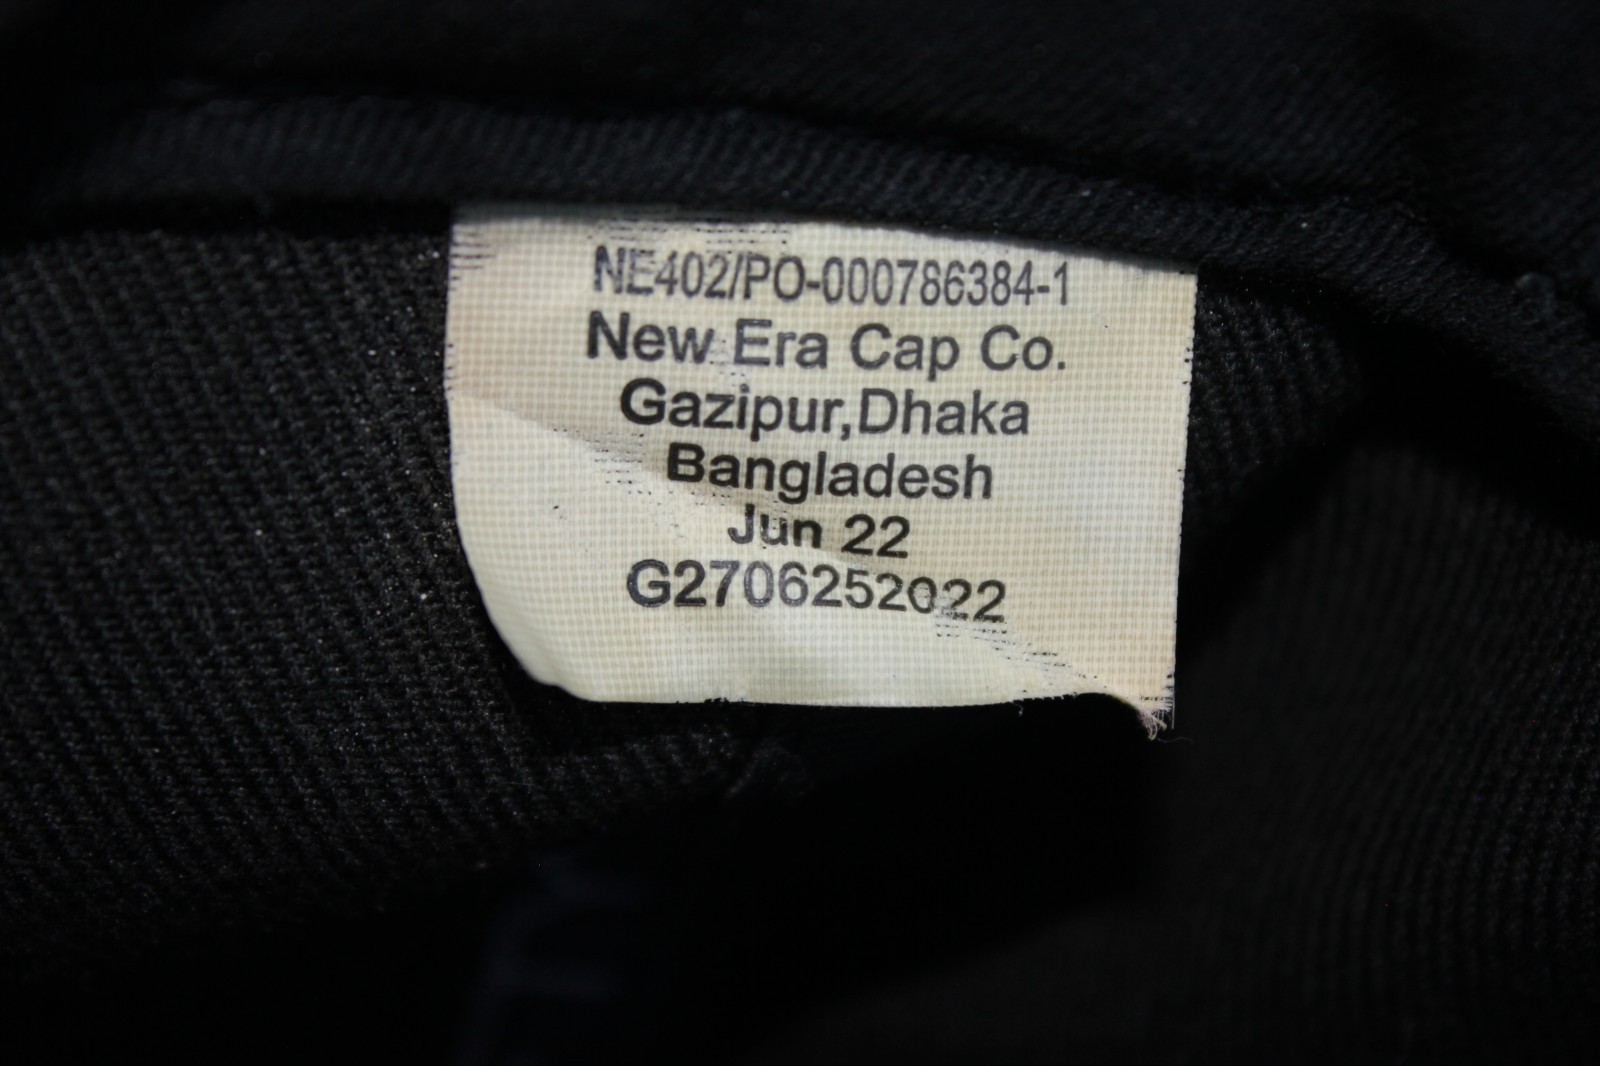 NE402/PO-000786384-1
New Era Cap Co.
Gazipur,Dhaka
Bangladesh
Jun 22
G2706252022